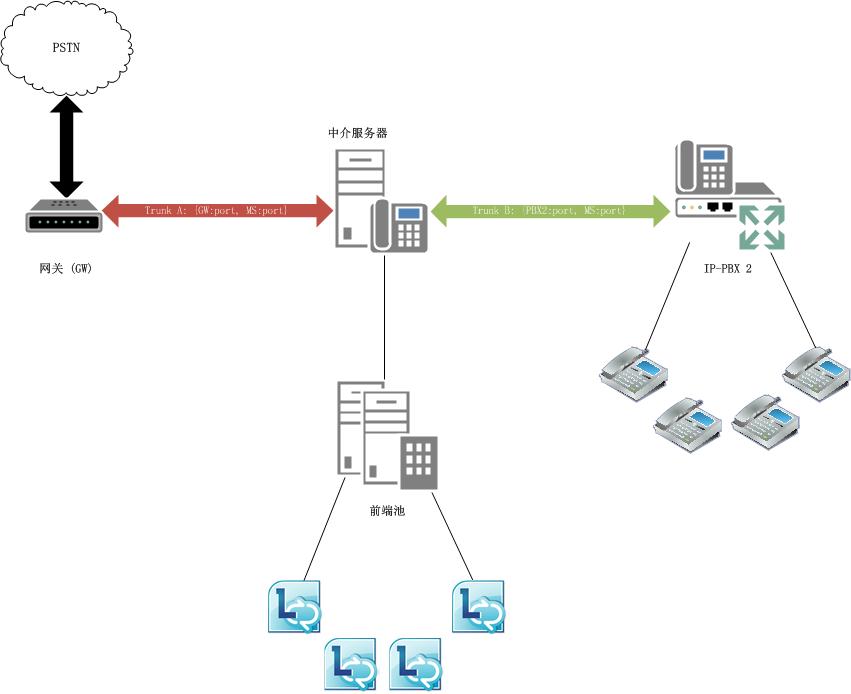 PSTN
中介服务器
Trunk A: {GW:port, MS:port}
Trunk B: {PBX2:port, MS:port}
网关 (GW)
IP-PBX 2
前端池